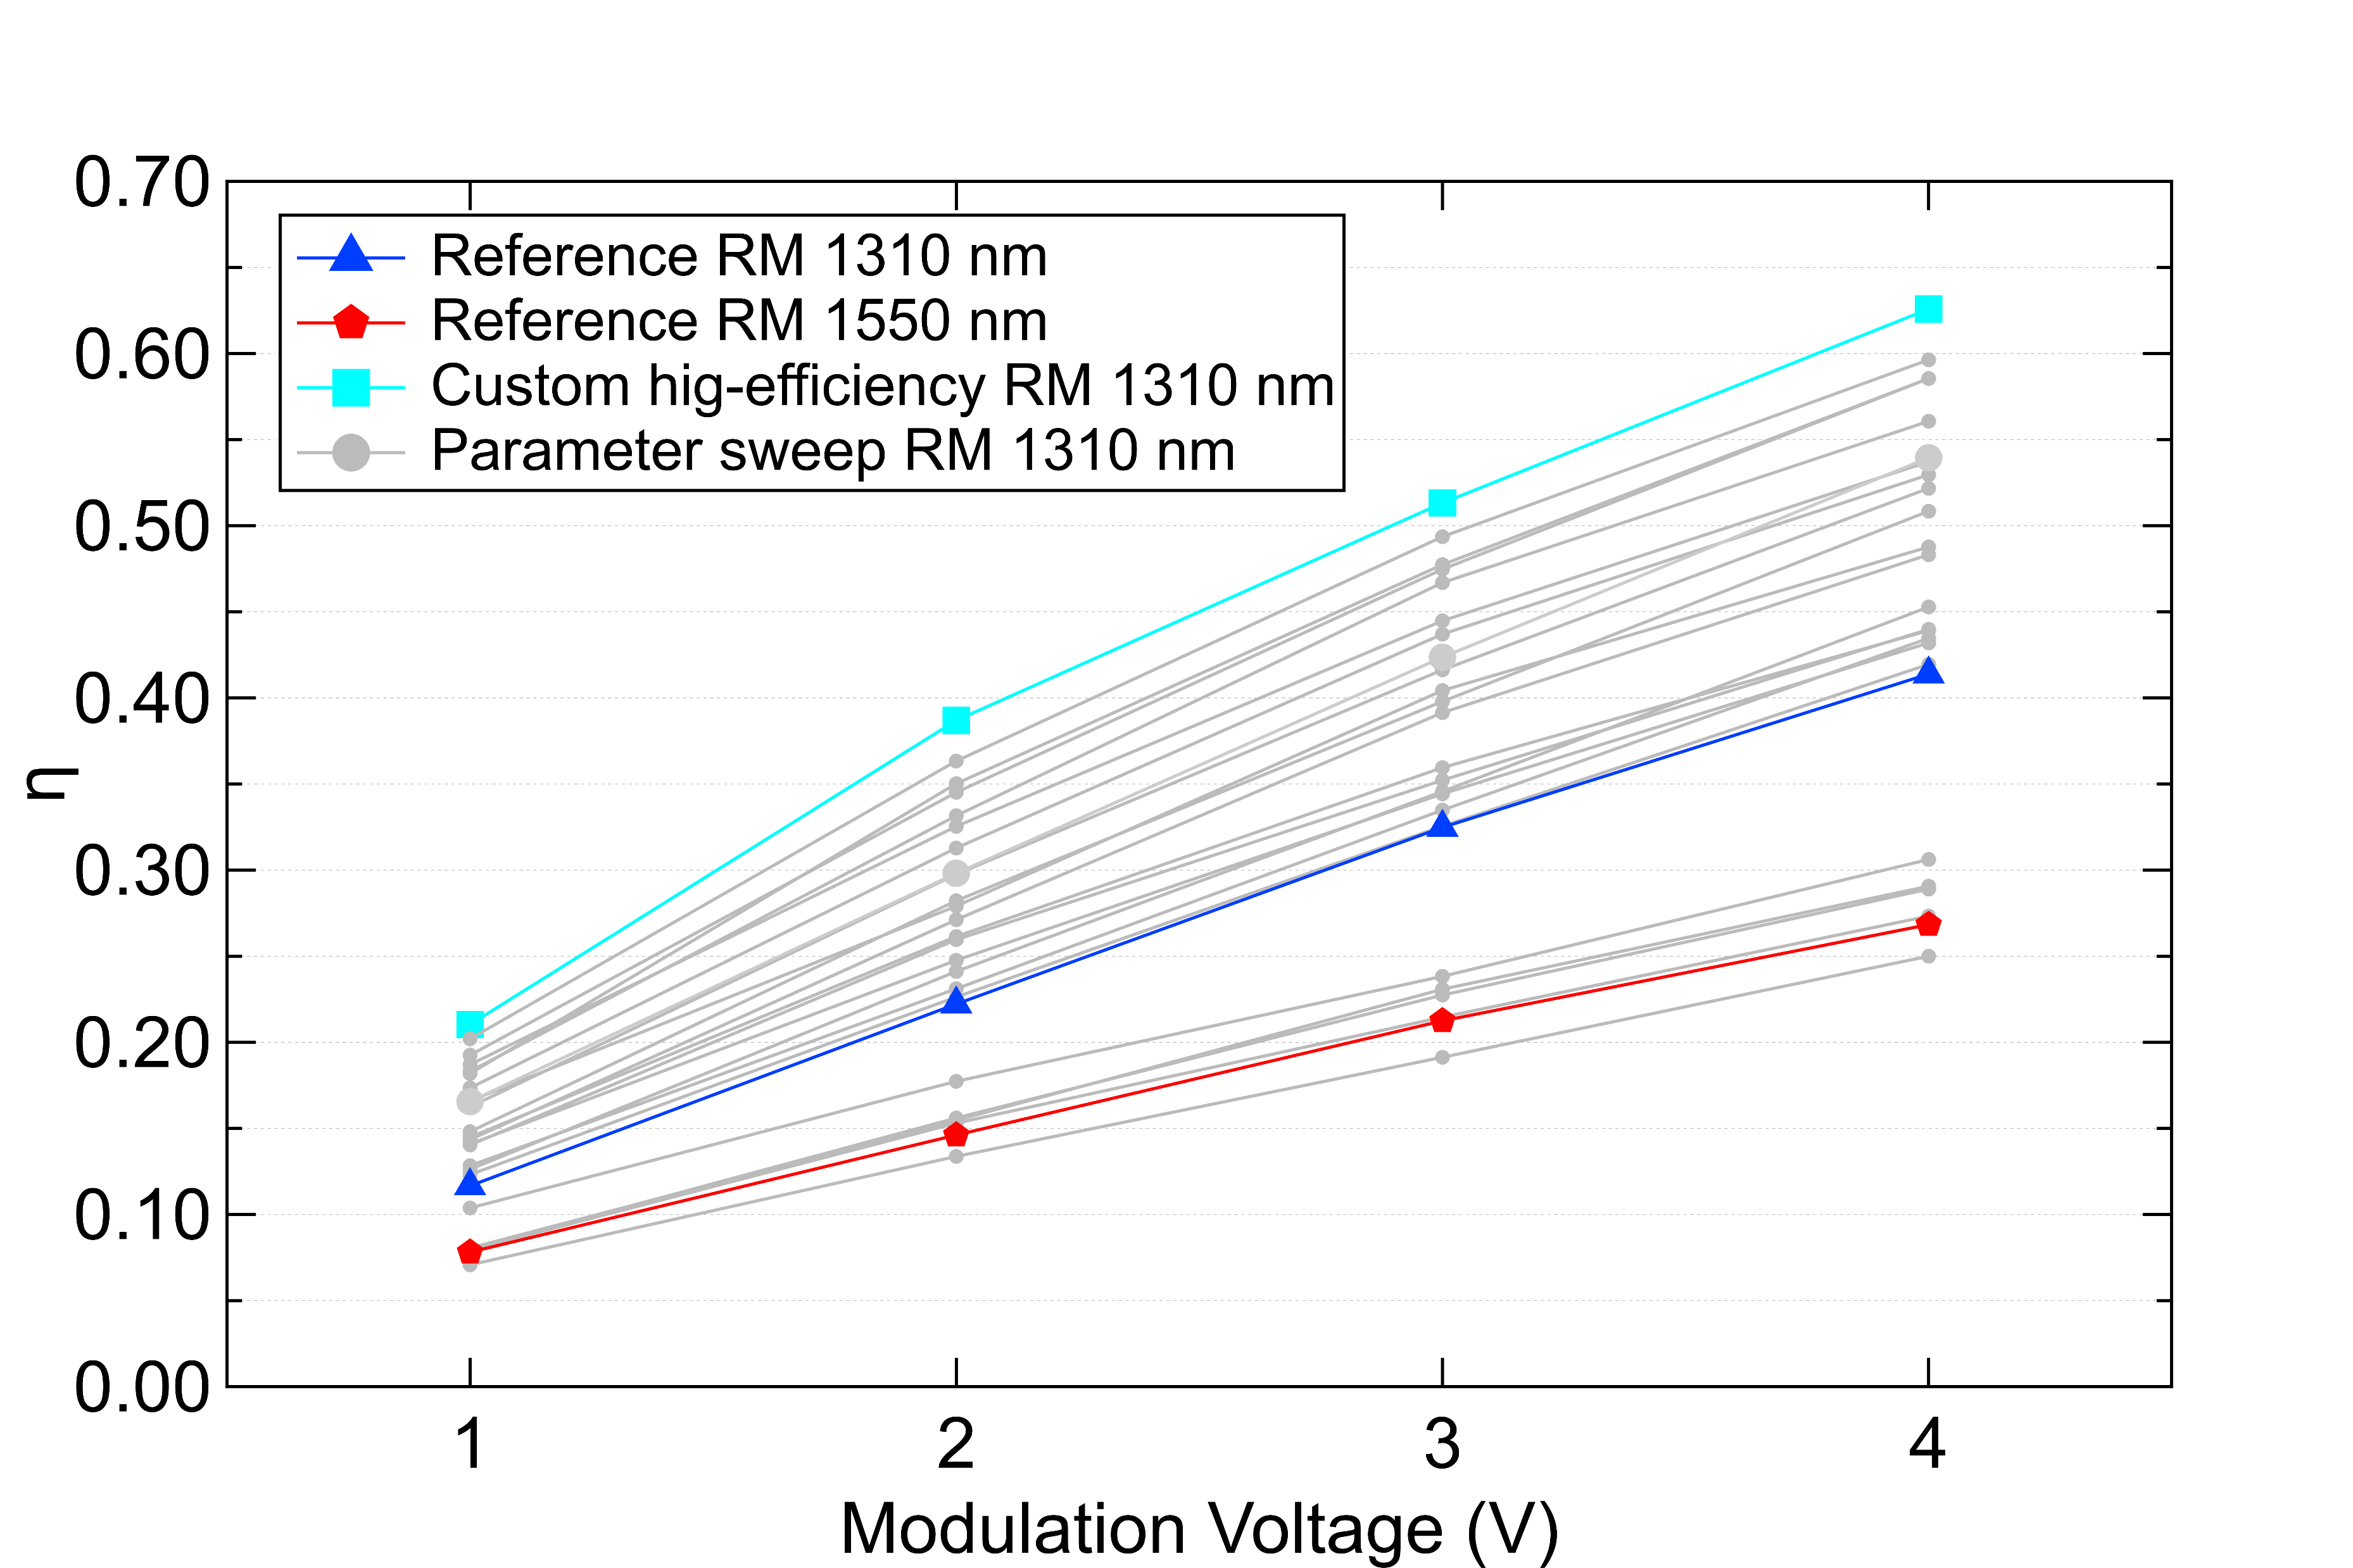 0.70
0.60
0.50
0.40
0.30
0.20
0.10
0.00
η
Reference RM 1310 nm
Reference RM 1550 nm
Custom hig-efficiency RM 1310 nm
Parameter sweep RM 1310 nm
1 2 3 4
Modulation Voltage (V)